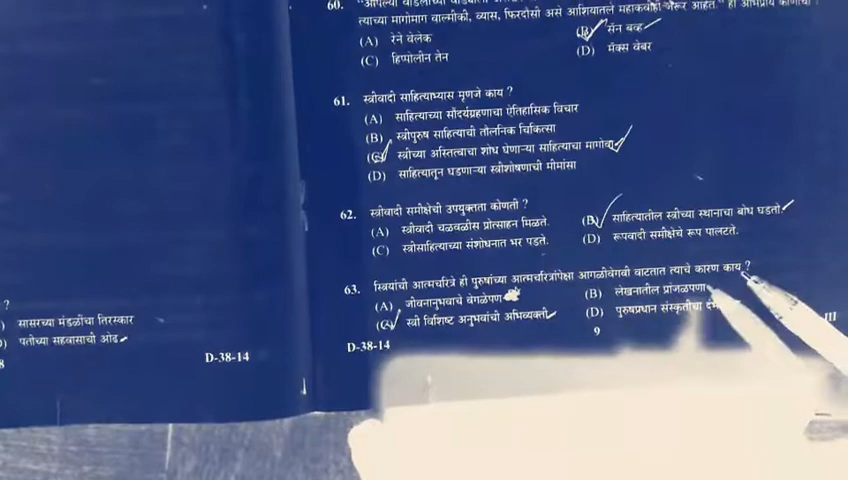 60.
त्याच्या मागोमाग वाल्मीकी, व्यास, फिरदौसी असे आशियातले महाकवीही
(A) रेने वेलेक
(B) सॅन बव्ह
(C) हिप्पोलीन तेन
(D) मॅक्स वेबर
61. स्त्रीवादी साहित्याभ्यास म्हणजे काय ?
(A) साहित्याच्या सौंदर्यग्रहणाचा ऐतिहासिक विचार
(B) स्त्रीपुरुष साहित्याची तौलनिक चिकित्सा
(C) स्त्रीच्या अस्तित्वाचा शोध घेणाऱ्या साहित्याचा मागोवा
(D) साहित्यातून घडणाऱ्या स्त्रीशोषणाची मीमांसा
62. स्त्रीवादी समीक्षेची उपयुक्तता कोणती ?
(A) स्त्रीवादी चळवळीस प्रोत्साहन मिळते.
(B) साहित्यातील स्त्रीच्या स्थानाचा बोध घडतो.
(C) स्त्रीसाहित्याच्या संशोधनात भर पडते.
(D) रूपवादी समीक्षेचे रूप पालटते.
63. स्त्रियांची आत्मचरित्रे ही पुरुषांच्या आत्मचरित्रांपेक्षा आगळीवेगळी वाटतात त्याचे कारण काय ?
(A) जीवनानुभवाचे वेगळेपण
(B) लेखनातील प्रांजळपणा
(C) स्त्री विशिष्ट अनुभवांची अभिव्यक्ती
(D) पुरुषप्रधान संस्कृतीचा
?
सासरच्या मंडळींचा तिरस्कार
पतीच्या सहवासाची ओढ
8
D-38-14
D-38-14
9
III